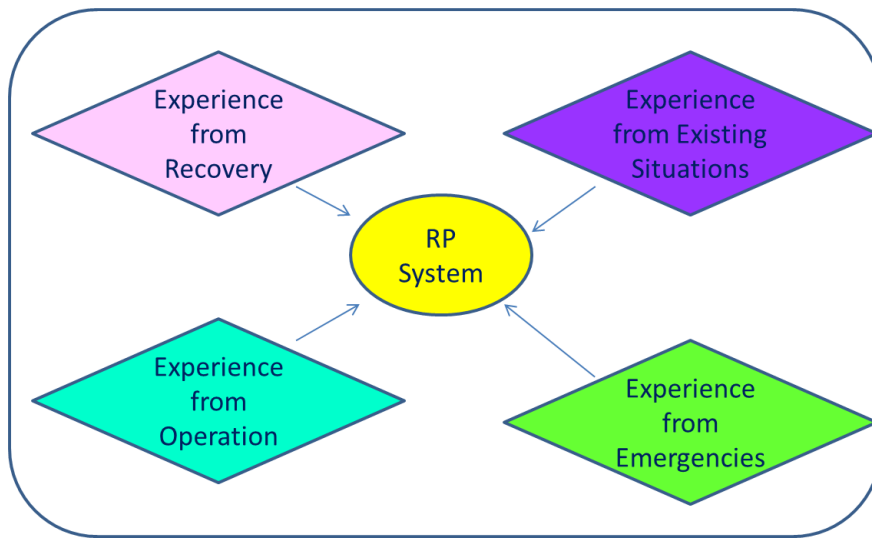 Experience
from
Recovery
Experience
from Existing
Situations
RP
System
Experience
from
Operation
Experience
from
Emergencies